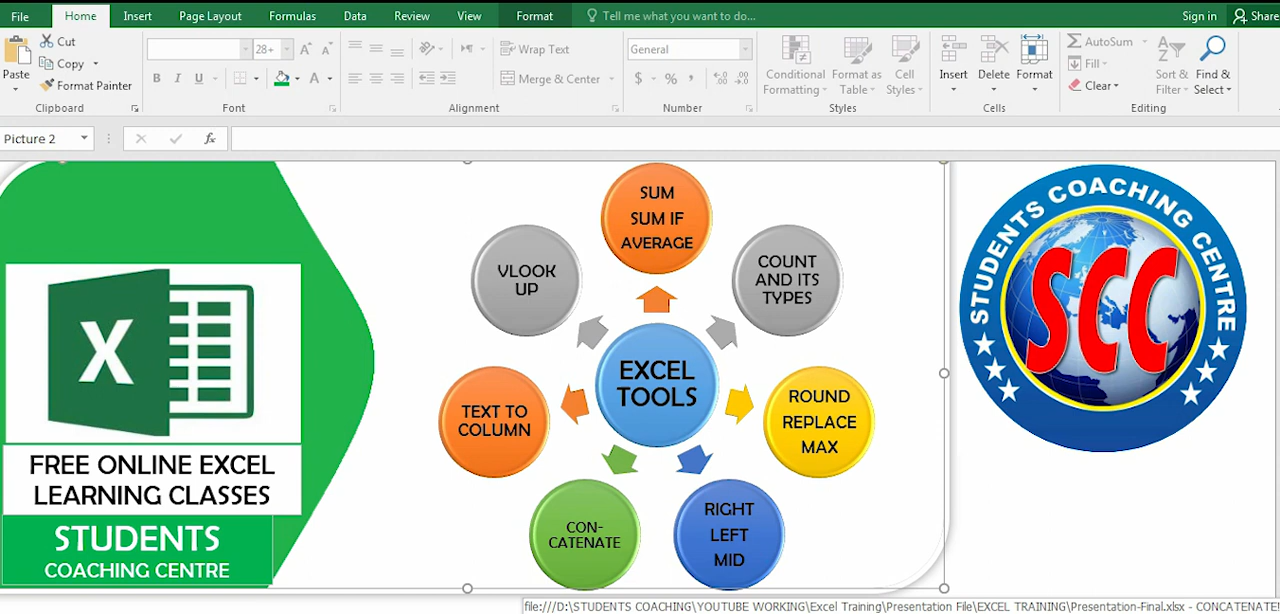 File Home Insert Page Layout Formulas Data Review View Format Tell me what you want to do... Sign in Share
Cut
Copy
Format Painter
Paste
Clipboard
28+ A A
B I U A
Font
Wrap Text
Merge & Center
Alignment
General
$ % ,
Number
Conditional Formatting
Format as Table
Cell Styles
Styles
Insert Delete Format
Cells
AutoSum
Fill
Clear
Sort & Filter
Find & Select
Editing
Picture 2 fx
X
FREE ONLINE EXCEL
LEARNING CLASSES
STUDENTS
COACHING CENTRE
SUM
SUM IF
AVERAGE
COUNT
AND ITS
TYPES
ROUND
REPLACE
MAX
RIGHT
LEFT
MID
CON-
CATENATE
TEXT TO
COLUMN
VLOOK
UP
EXCEL
TOOLS
STUDENTS COACHING CENTRE
SCC
file:///D:\STUDENTS COACHING\YOUTUBE WORKING\Excel Training\Presentation File\EXCEL TRAINING\Presentation-Final.xlsx - CONCATENATE